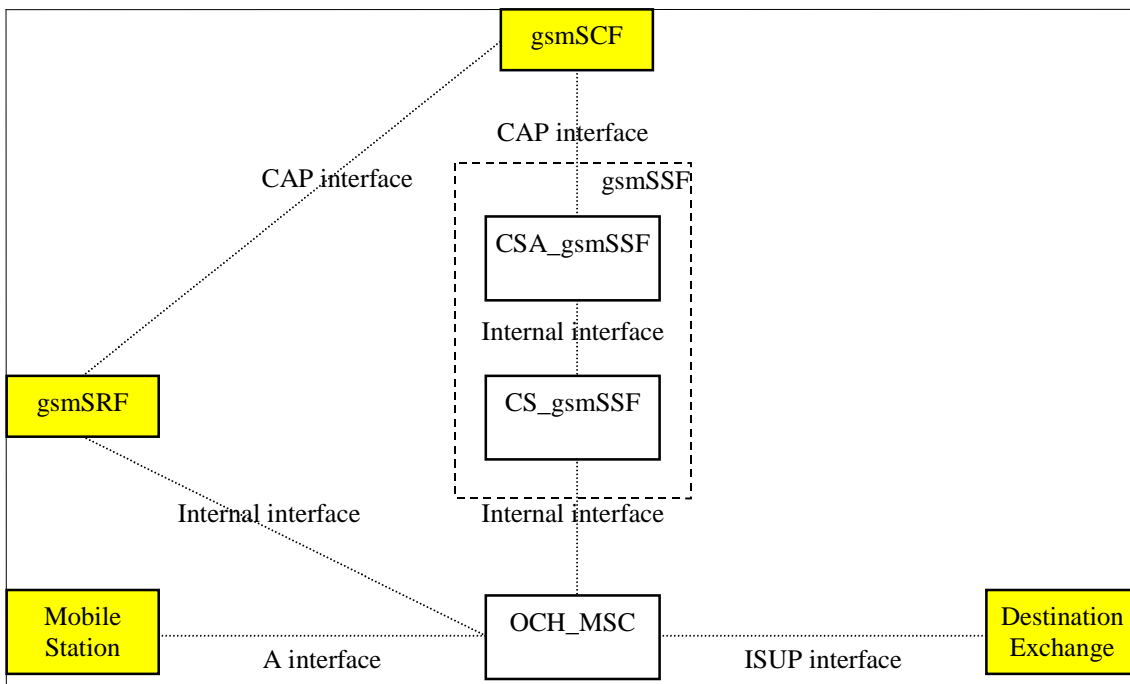 gsmSCF
CAP interface
CAP interface
gsmSSF
CSA_gsmSSF
Internal interface
gsmSRF
CS_gsmSSF
Internal interface
Internal interface
Mobile
Station
OCH_MSC
Destination
Exchange
A interface
ISUP interface